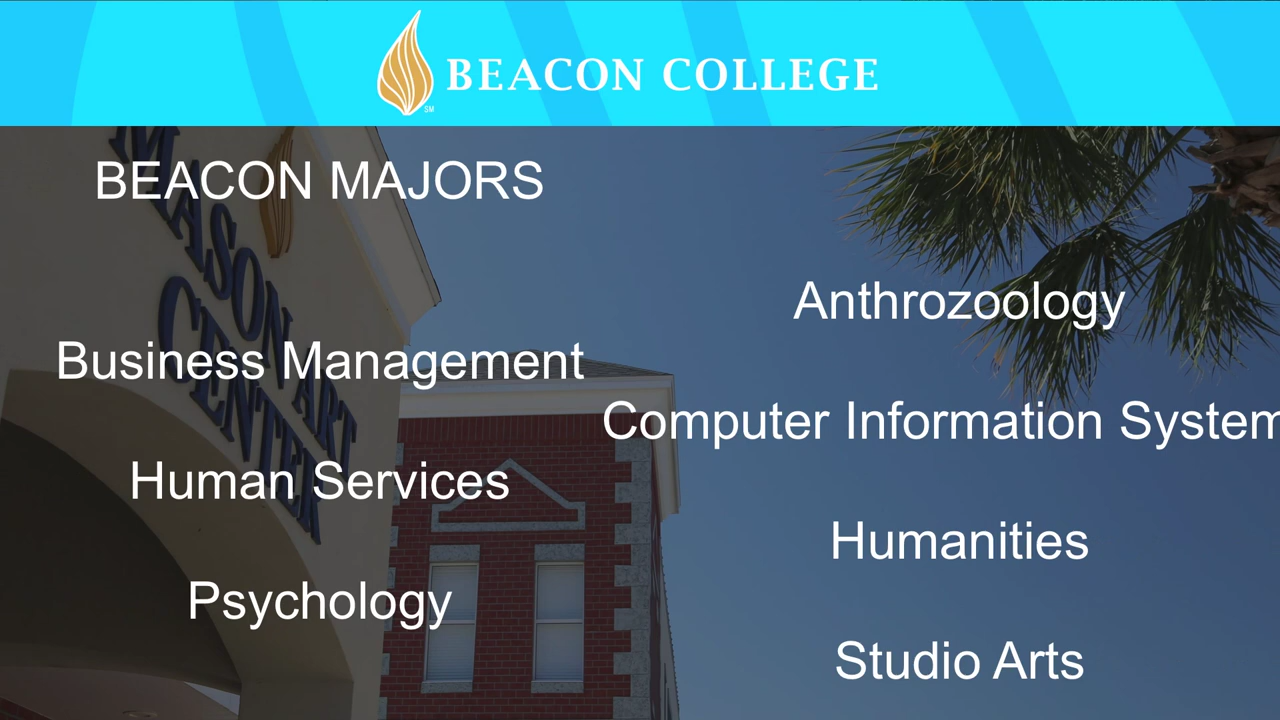 BEACON COLLEGE
SM
BEACON MAJORS
MASON ART
CENTER
Business Management
Human Services
Psychology
Anthrozoology
Computer Information System
Humanities
Studio Arts